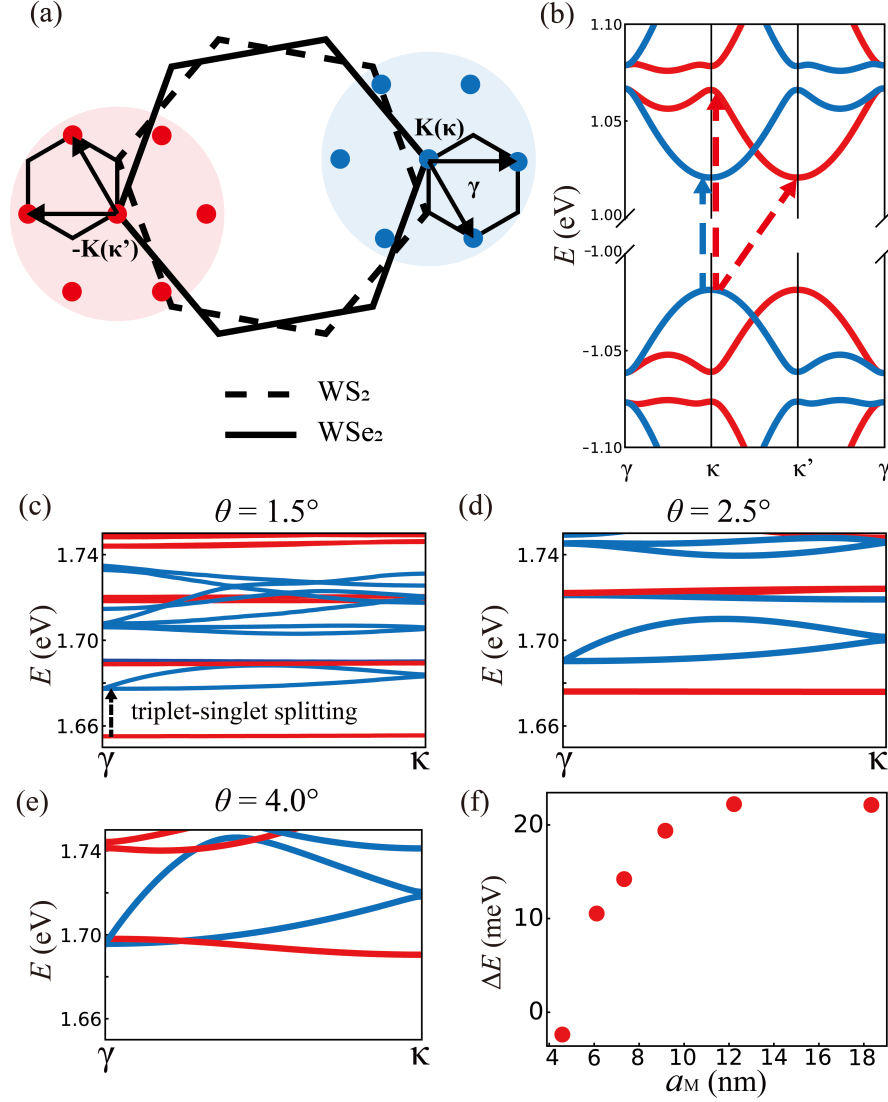 (a)
K(κ)
γ
-K(κ')
WS₂
WSe₂
(b)
E (eV)
1.10
1.05
1.00
-1.00
-1.05
-1.10
γ κ κ' γ
(c)
θ = 1.5°
E (eV)
1.74
1.70
1.66
triplet-singlet splitting
γ κ
(d)
θ = 2.5°
E (eV)
1.74
1.70
1.66
γ κ
(e)
θ = 4.0°
E (eV)
1.74
1.70
1.66
γ κ
(f)
ΔE (meV)
20
10
0
4 6 8 10 12 14 16 18
aM (nm)